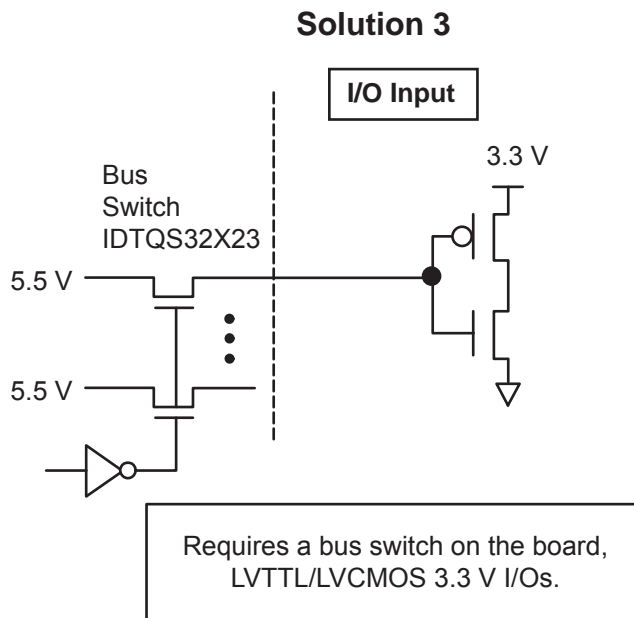 Solution 3
I/O Input
3.3 V
Bus
Switch
IDTQS32X23
5.5 V
5.5 V
Requires a bus switch on the board,
LVTTL/LVCMOS 3.3 V I/Os.